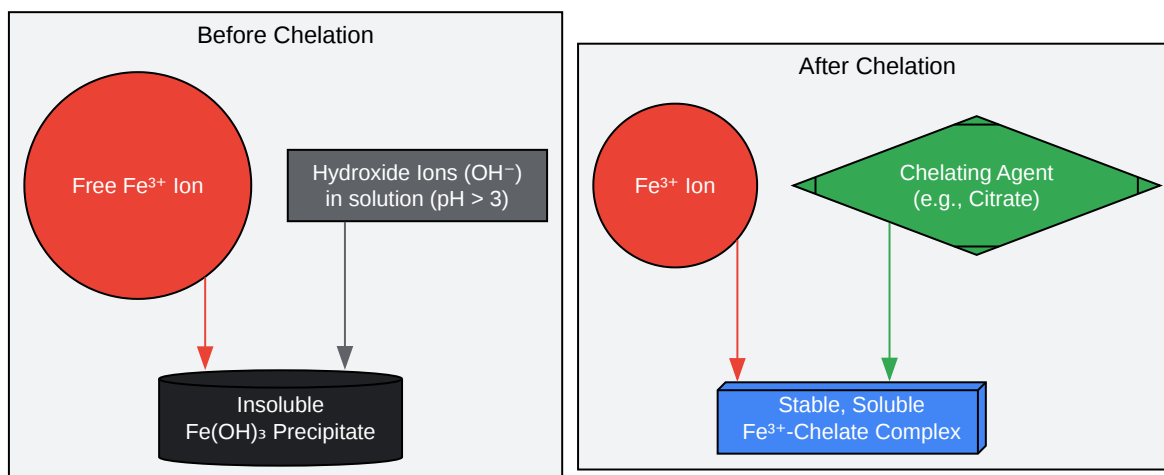 Before Chelation
Free Fe³⁺ Ion
Hydroxide Ions (OH⁻)
in solution (pH > 3)
Insoluble
Fe(OH)₃ Precipitate
After Chelation
Fe³⁺ Ion
Chelating Agent
(e.g., Citrate)
Stable, Soluble
Fe³⁺-Chelate Complex